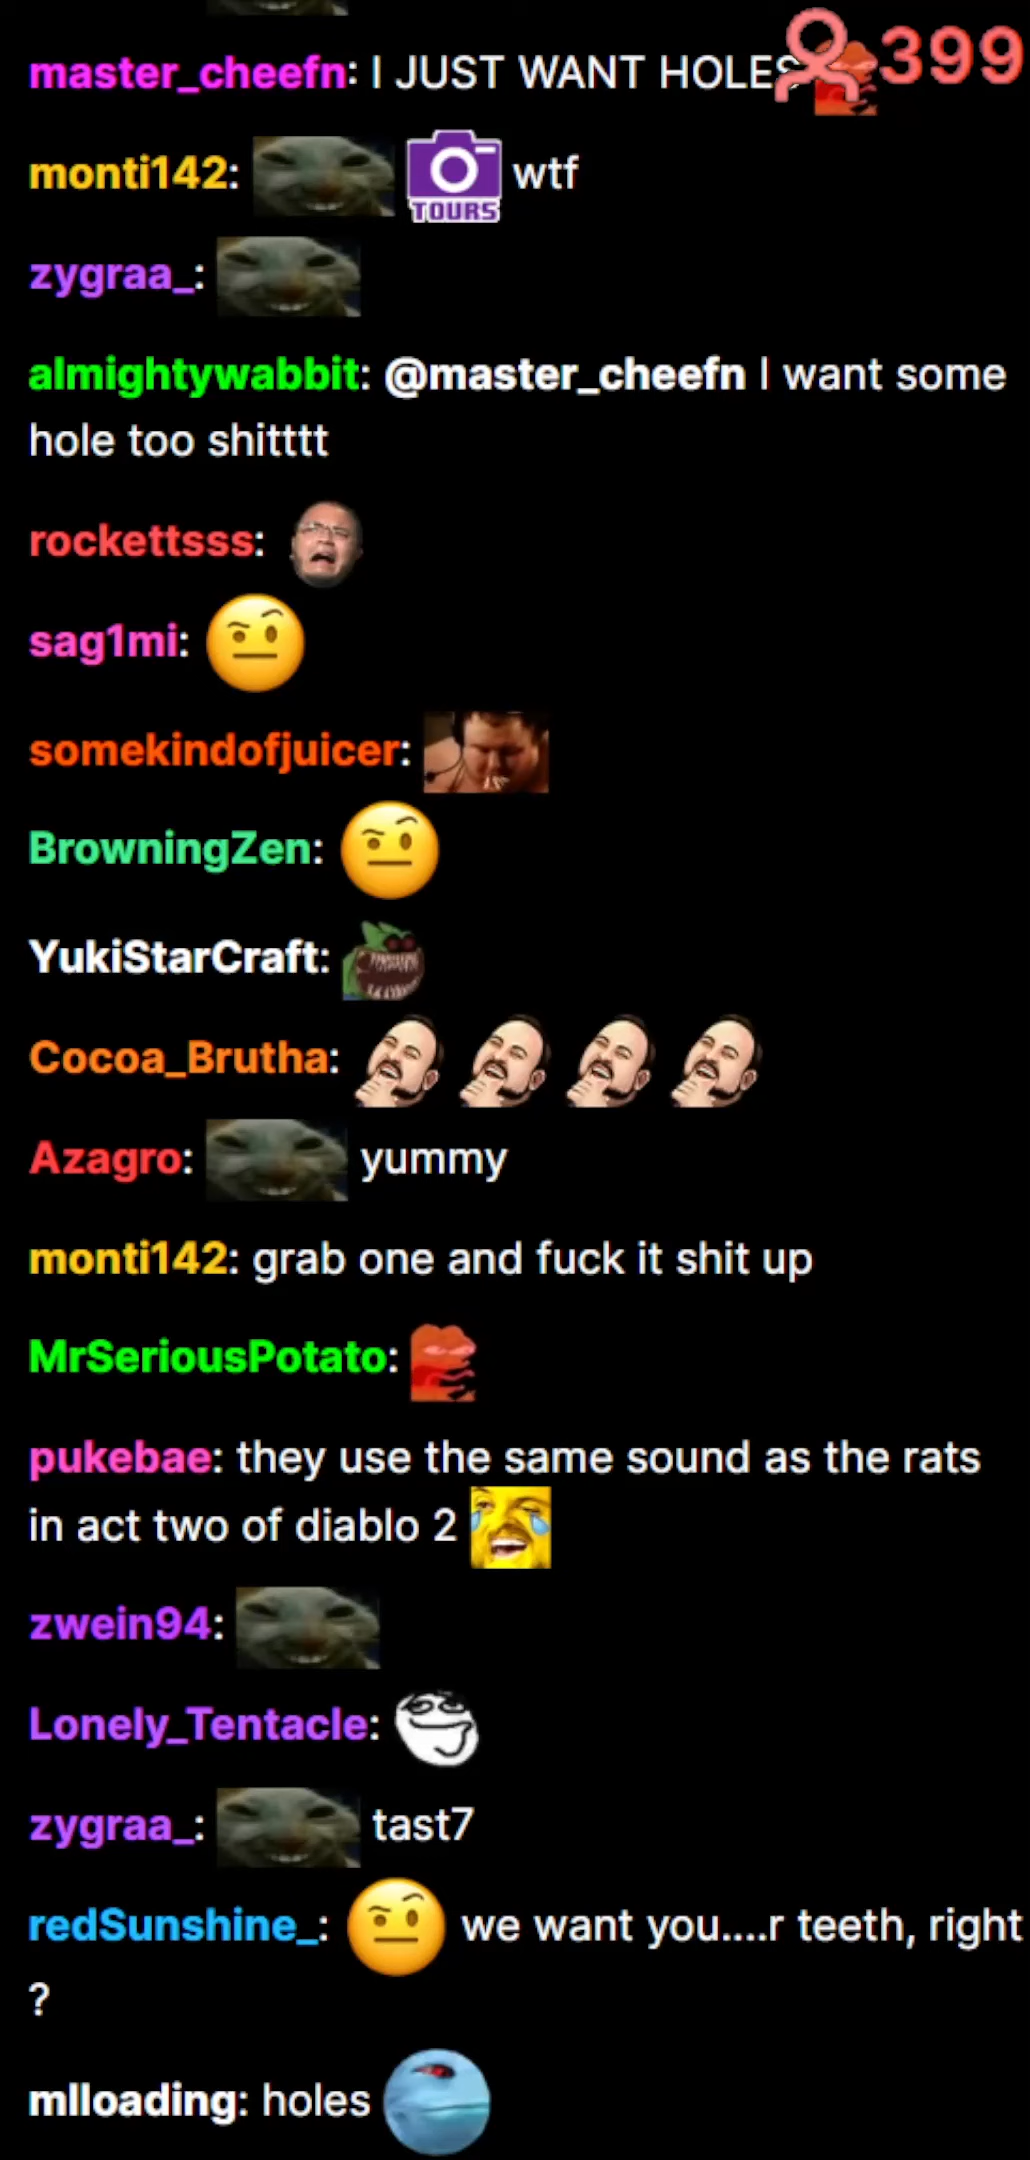 master_cheefn: I JUST WANT HOLES 399
monti142: TOURS wtf
zygraa_:
almightywabbit: @master_cheefn I want some
hole too shitttt
rockettsss:
sag1mi:
somekindofjuicer:
BrowningZen:
YukiStarCraft:
Cocoa_Brutha:
Azagro: yummy
monti142: grab one and fuck it shit up
MrSeriousPotato:
pukebae: they use the same sound as the rats
in act two of diablo 2
zwein94:
Lonely_Tentacle:
zygraa_: tast7
redSunshine_: we want you....r teeth, right
?
mlloading: holes